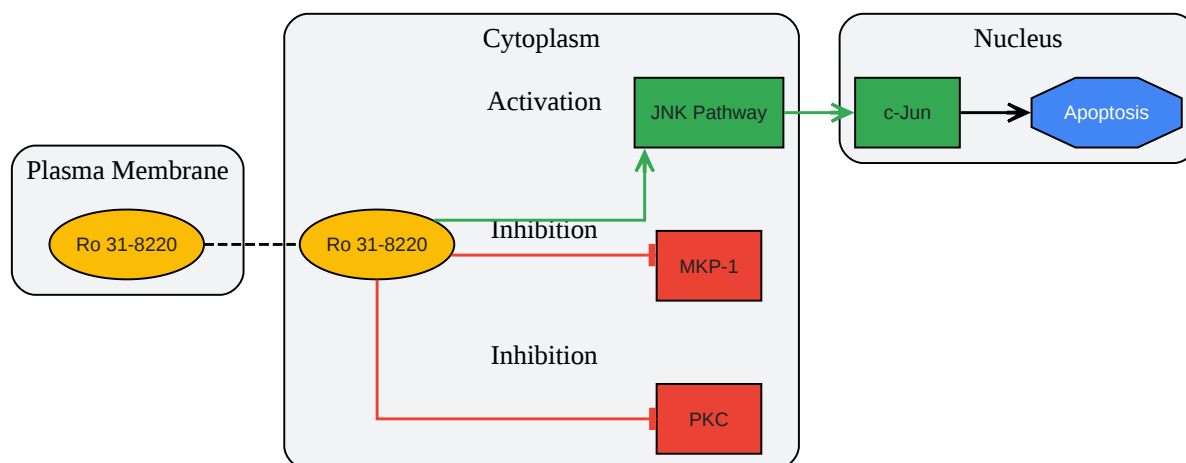 Plasma Membrane
Ro 31-8220
Cytoplasm
Activation
JNK Pathway
Ro 31-8220
Inhibition
MKP-1
Inhibition
PKC
Nucleus
c-Jun
Apoptosis